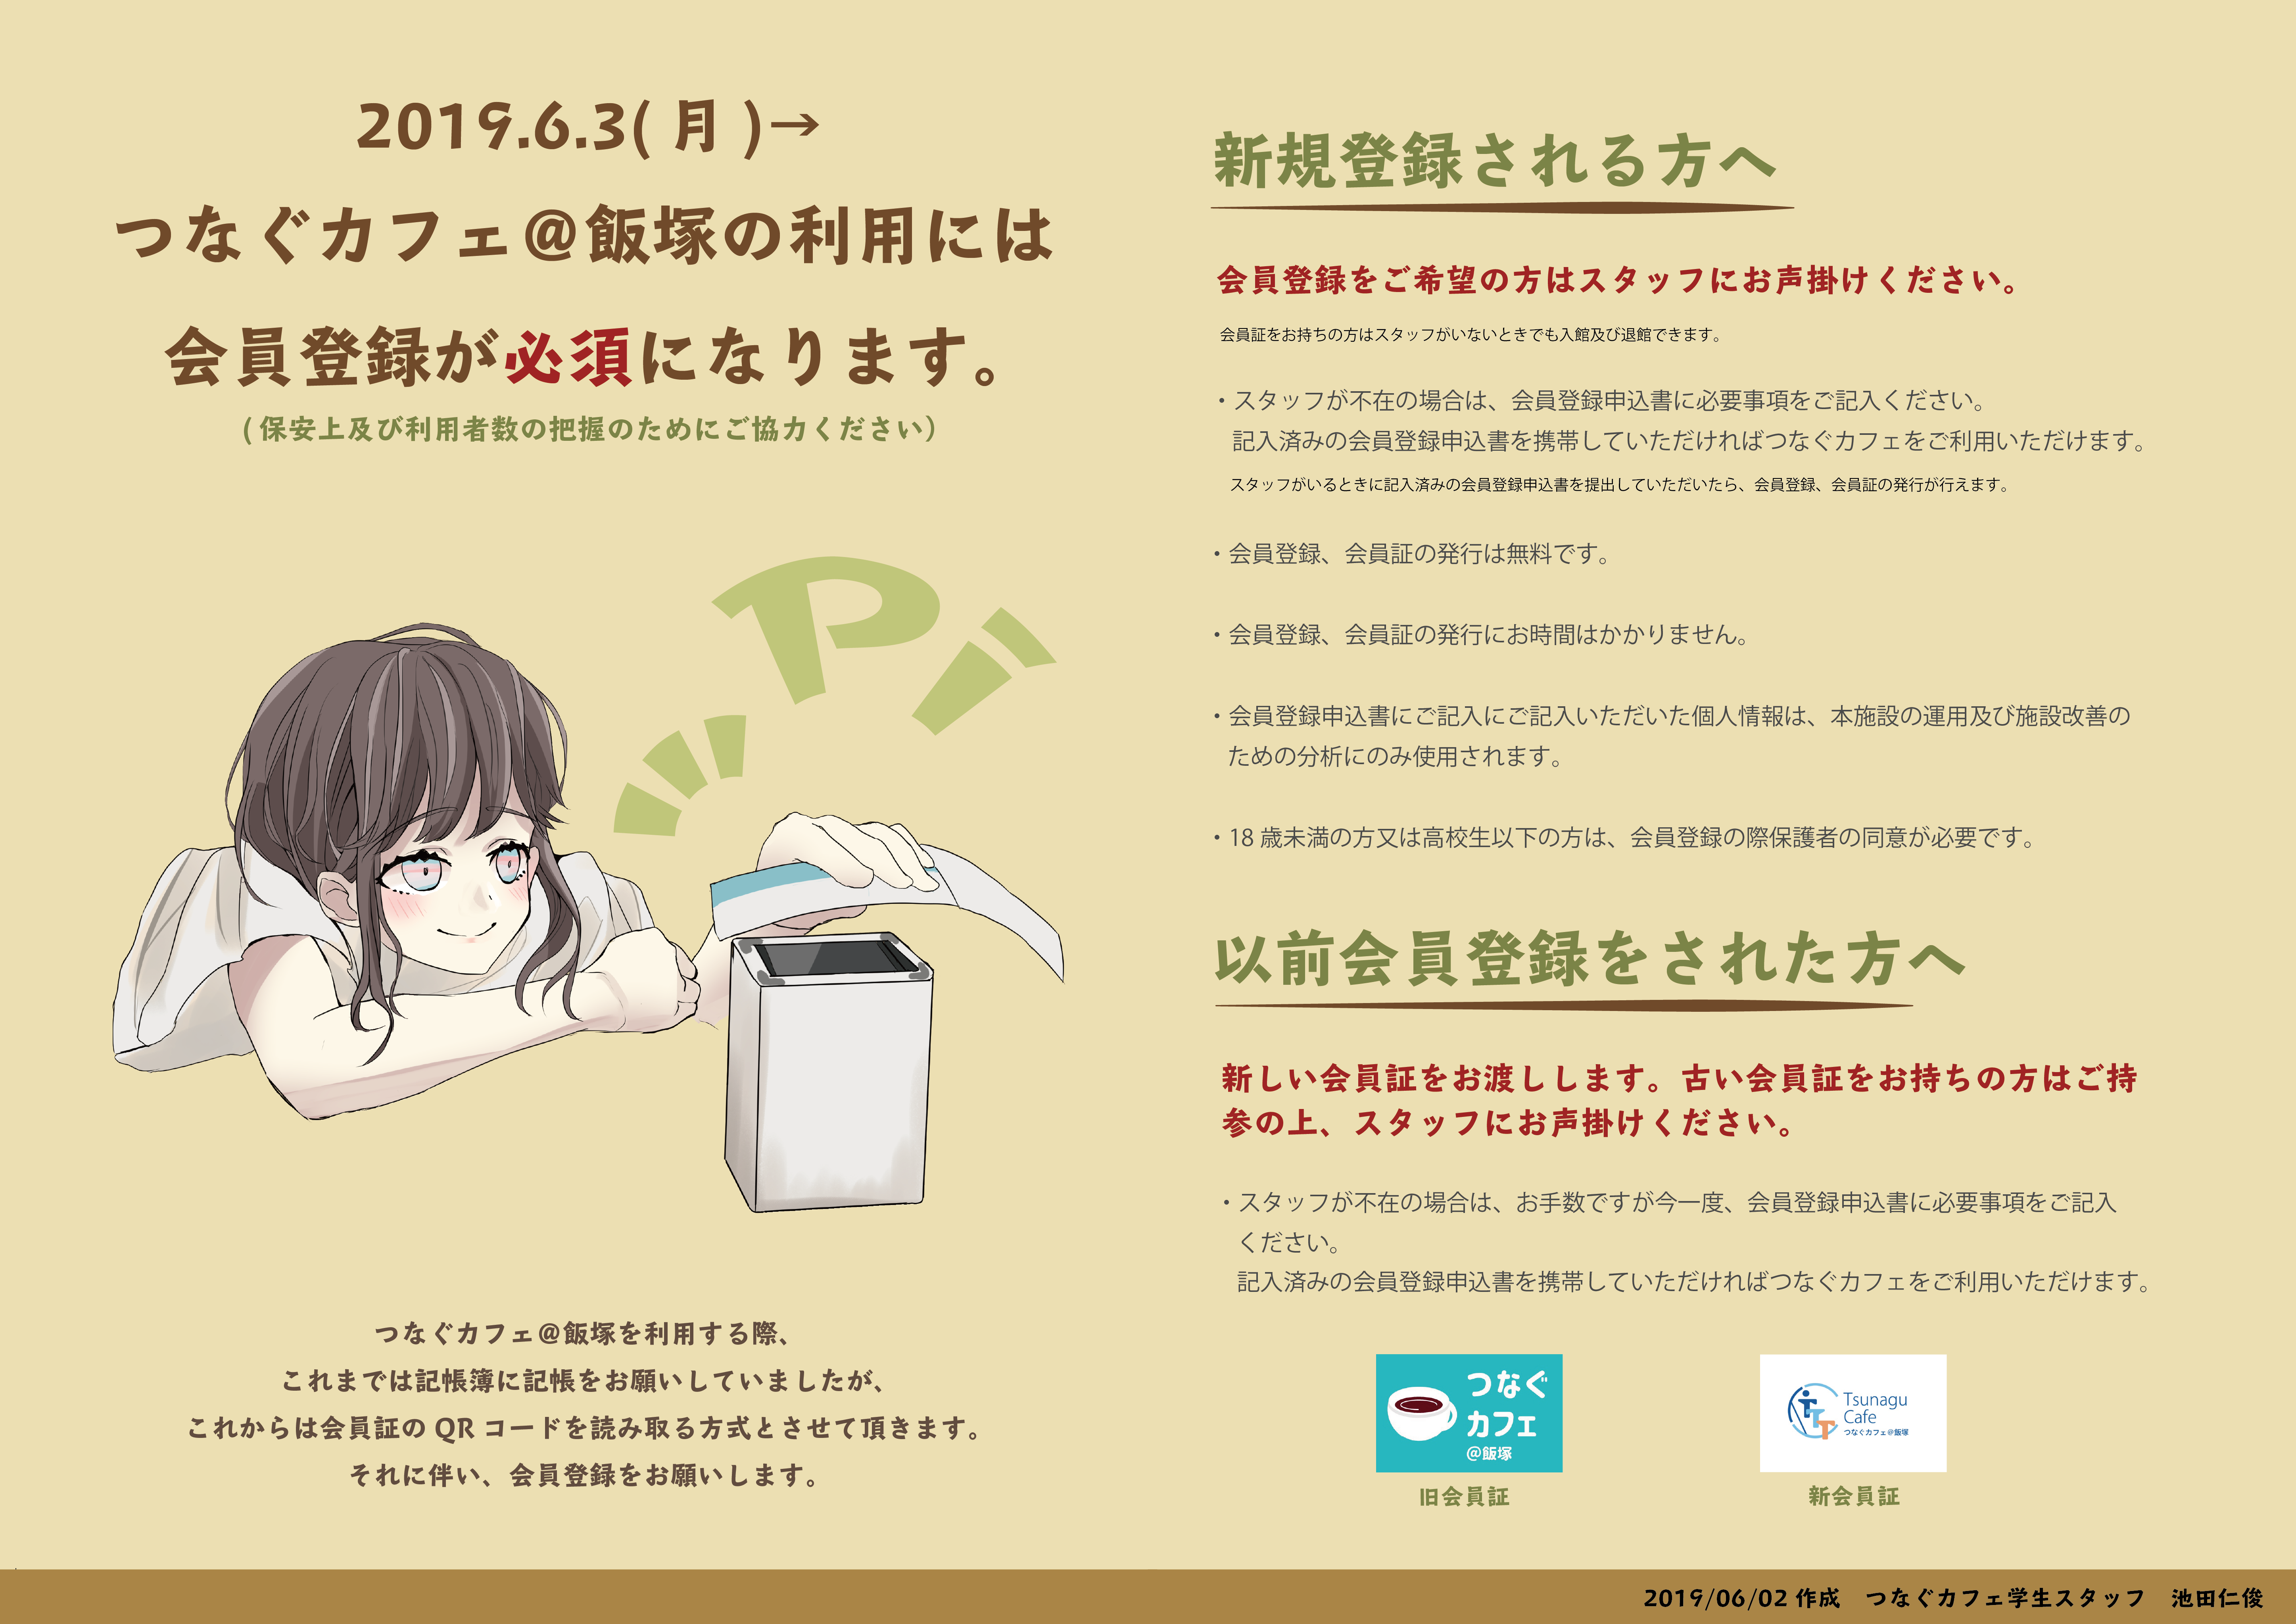 2019.6.3(月)→
つなぐカフェ@飯塚の利用には
会員登録が必須になります。
(保安上及び利用者数の把握のためにご協力ください)
Pi
つなぐカフェ@飯塚を利用する際、
これまでは記帳簿に記帳をお願いしていましたが、
これからは会員証のQRコードを読み取る方式とさせて頂きます。
それに伴い、会員登録をお願いします。
新規登録される方へ
会員登録をご希望の方はスタッフにお声掛けください。
会員証をお持ちの方はスタッフがいないときでも入館及び退館できます。
・スタッフが不在の場合は、会員登録申込書に必要事項をご記入ください。
記入済みの会員登録申込書を携帯していただければつなぐカフェをご利用いただけます。
スタッフがいるときに記入済みの会員登録申込書を提出していただいたら、会員登録、会員証の発行が行えます。
・会員登録、会員証の発行は無料です。
・会員登録、会員証の発行にお時間はかかりません。
・会員登録申込書にご記入にご記入いただいた個人情報は、本施設の運用及び施設改善の
ための分析にのみ使用されます。
・18歳未満の方又は高校生以下の方は、会員登録の際保護者の同意が必要です。
以前会員登録をされた方へ
新しい会員証をお渡しします。古い会員証をお持ちの方はご持
参の上、スタッフにお声掛けください。
・スタッフが不在の場合は、お手数ですが今一度、会員登録申込書に必要事項をご記入
ください。
記入済みの会員登録申込書を携帯していただければつなぐカフェをご利用いただけます。
つなぐ
カフェ
@飯塚
旧会員証
Tsunagu
Cafe
つなぐカフェ@飯塚
新会員証
2019/06/02作成 つなぐカフェ学生スタッフ 池田仁俊